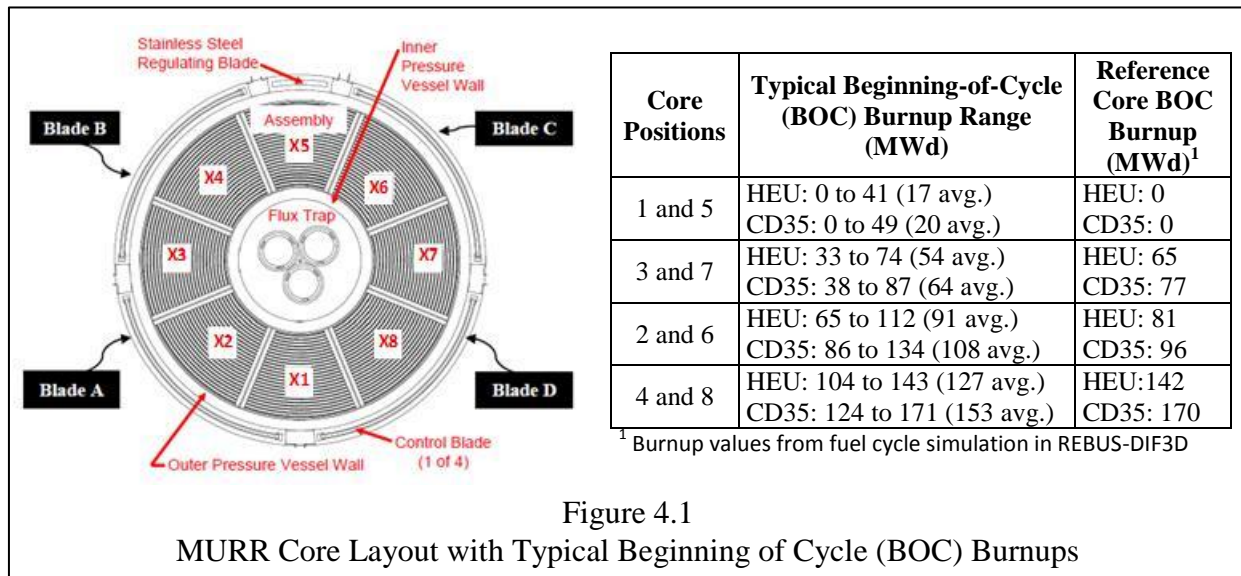 Stainless Steel
Regulating Blade
Inner
Pressure
Vessel Wall
Assembly
Blade B
Blade C
X5
X4
X6
Flux Trap
X3
X7
X2
X8
X1
Blade A
Blade D
Outer Pressure Vessel Wall
Control Blade
(1 of 4)
Core
Positions
Typical Beginning-of-Cycle
(BOC) Burnup Range
(MWd)
Reference
Core BOC
Burnup
(MWd)¹
1 and 5
HEU: 0 to 41 (17 avg.)
HEU: 0
CD35: 0 to 49 (20 avg.)
CD35: 0
3 and 7
HEU: 33 to 74 (54 avg.)
HEU: 65
CD35: 38 to 87 (64 avg.)
CD35: 77
2 and 6
HEU: 65 to 112 (91 avg.)
HEU: 81
CD35: 86 to 134 (108 avg.)
CD35: 96
4 and 8
HEU: 104 to 143 (127 avg.)
HEU:142
CD35: 124 to 171 (153 avg.)
CD35: 170
¹ Burnup values from fuel cycle simulation in REBUS-DIF3D
Figure 4.1
MURR Core Layout with Typical Beginning of Cycle (BOC) Burnups